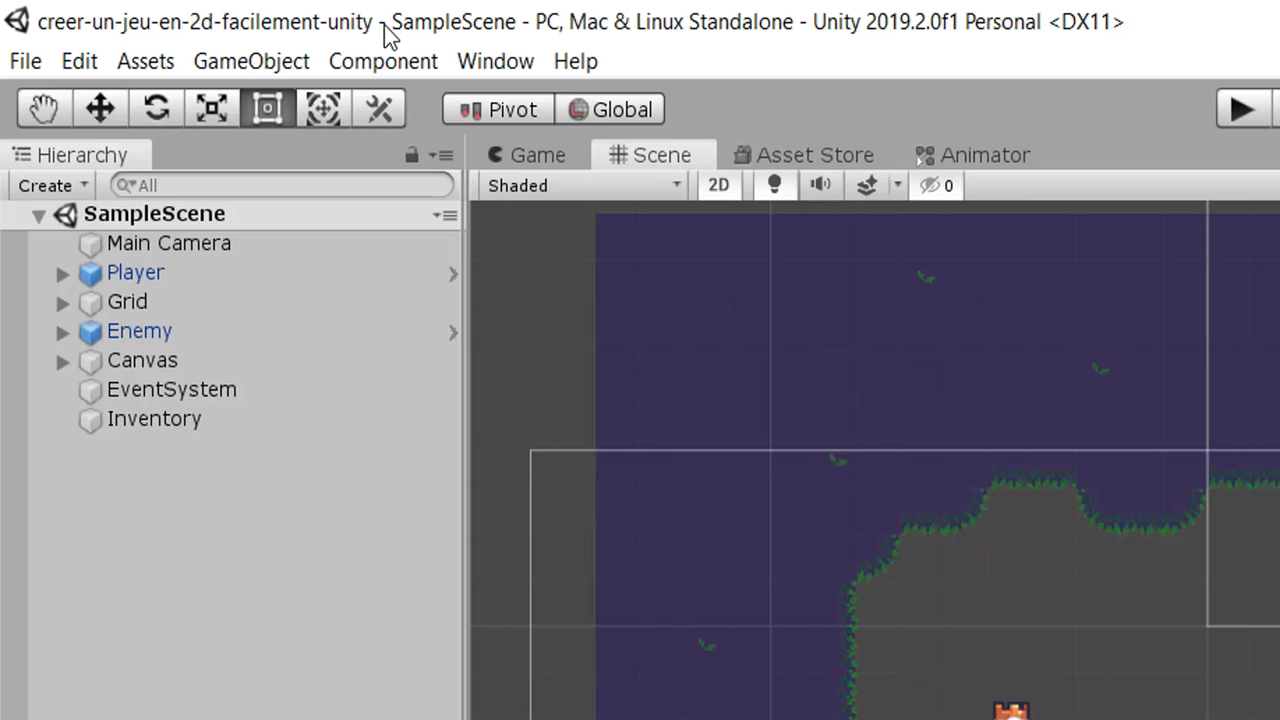 creer-un-jeu-en-2d-facilement-unity - SampleScene - PC, Mac & Linux Standalone - Unity 2019.2.0f1 Personal <DX11>
File Edit Assets GameObject Component Window Help
Pivot Global
Hierarchy
Game Scene Asset Store Animator
Create All
Shaded 2D 0
SampleScene
Main Camera
Player
Grid
Enemy
Canvas
EventSystem
Inventory